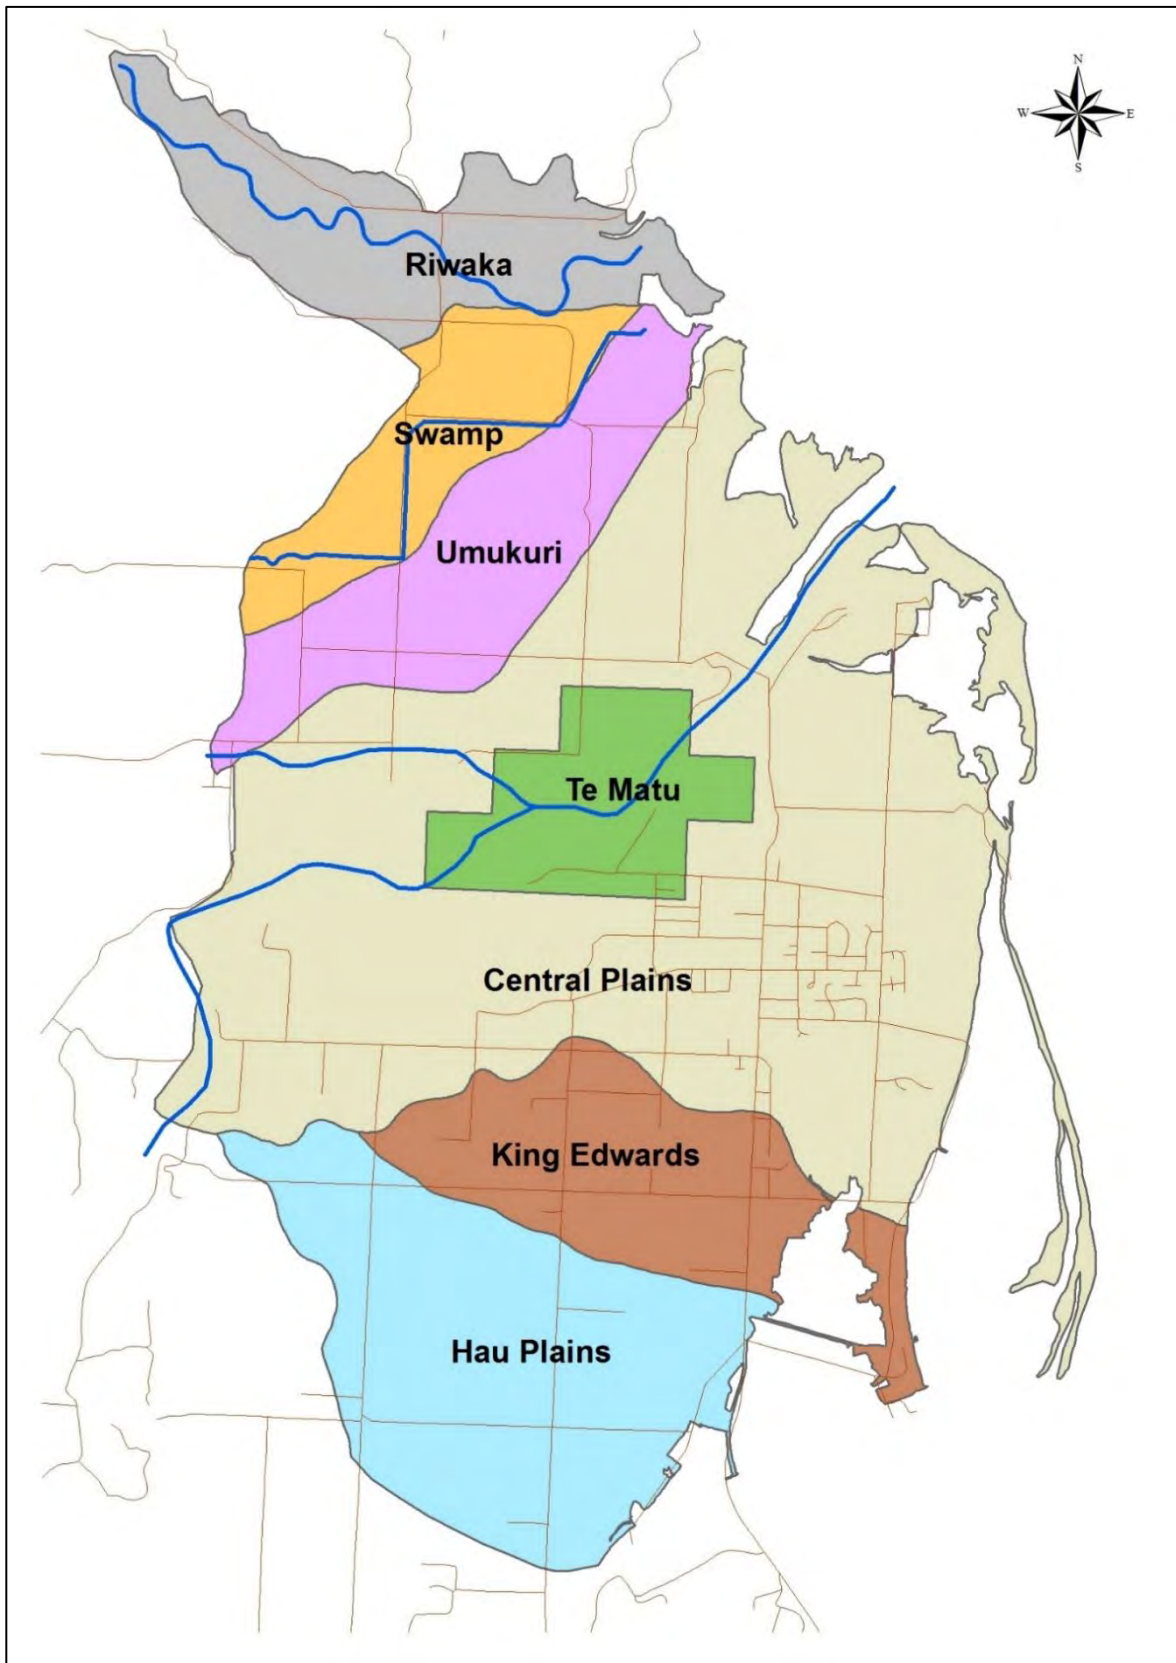 N
W E
S
Riwaka
Swamp
Umukuri
Te Matu
Central Plains
King Edwards
Hau Plains